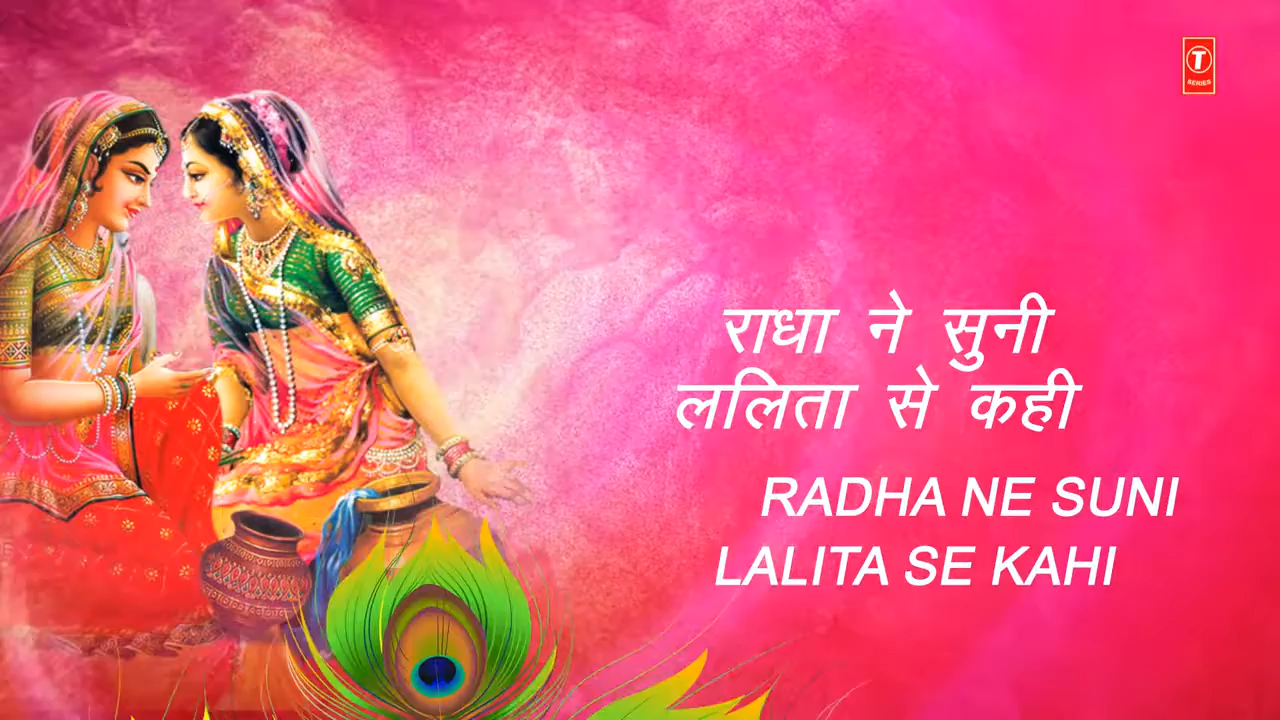 T
SERIES
राधा ने सुनी
ललिता से कही
RADHA NE SUNI
LALITA SE KAHI